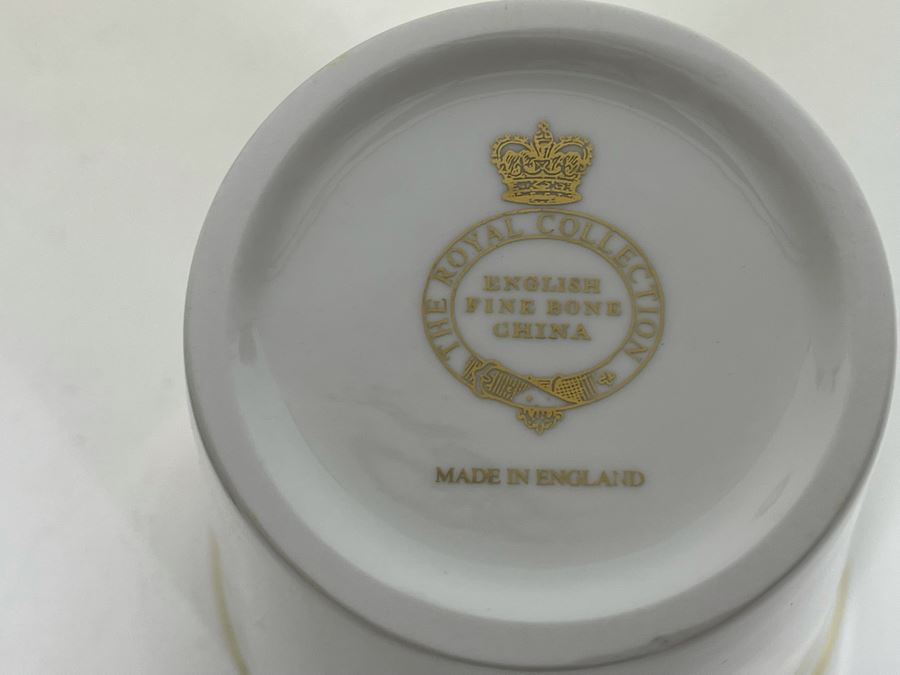 THE ROYAL COLLECTION
ENGLISH
FINE BONE
CHINA
MADE IN ENGLAND